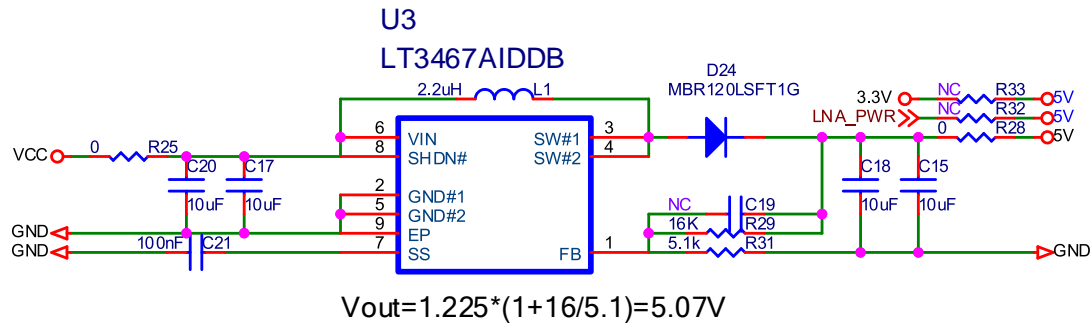 U3
LT3467AIDDB
D24
MBR120LSFT1G
2.2uH L1
3.3V NC R33 5V
LNA_PWR NC R32 5V
0 R28 5V
VCC 0 R25
6 VIN SW#1 3
8 SHDN# SW#2 4
C20 C17
10uF 10uF
2 GND#1
5 GND#2
GND 9 EP
GND 100nF C21 7 SS FB 1
NC C19
16K R29
5.1k R31
C18 C15
10uF 10uF
GND
Vout=1.225*(1+16/5.1)=5.07V